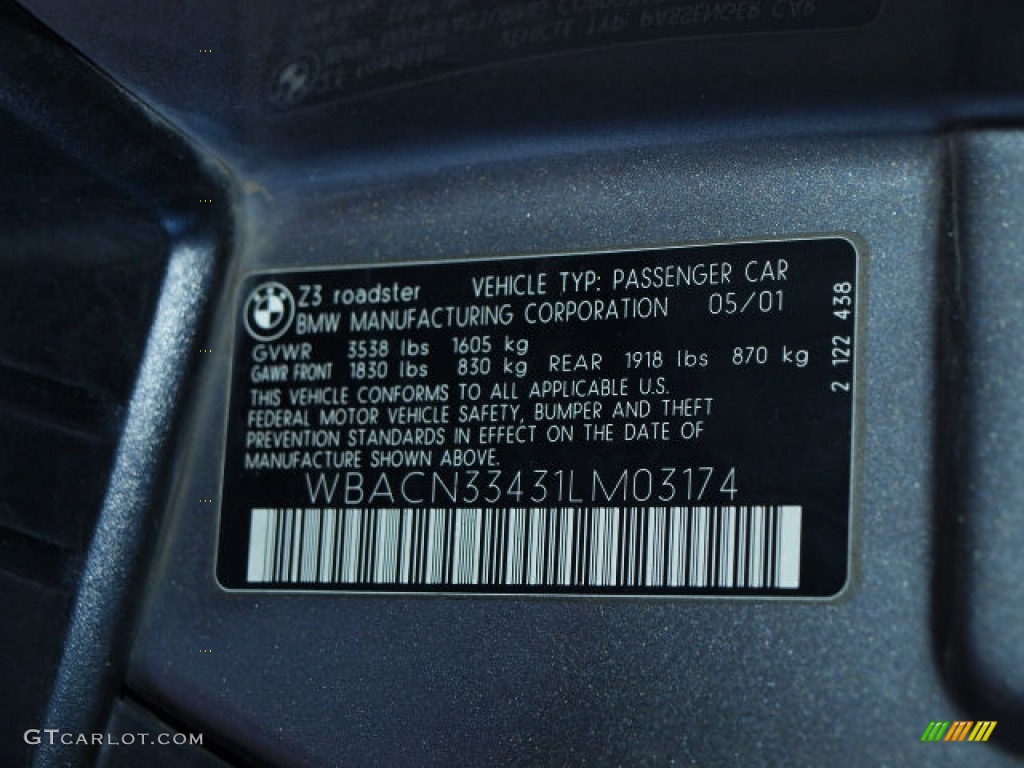 Z3 roadster VEHICLE TYP: PASSENGER CAR
BMW MANUFACTURING CORPORATION 05/01
GVWR 3538 lbs 1605 kg
GAWR FRONT 1830 lbs 830 kg REAR 1918 lbs 870 kg
THIS VEHICLE CONFORMS TO ALL APPLICABLE U.S.
FEDERAL MOTOR VEHICLE SAFETY, BUMPER AND THEFT
PREVENTION STANDARDS IN EFFECT ON THE DATE OF
MANUFACTURE SHOWN ABOVE.
WBACN33431LM03174
2 122 438
GTCARLOT.COM